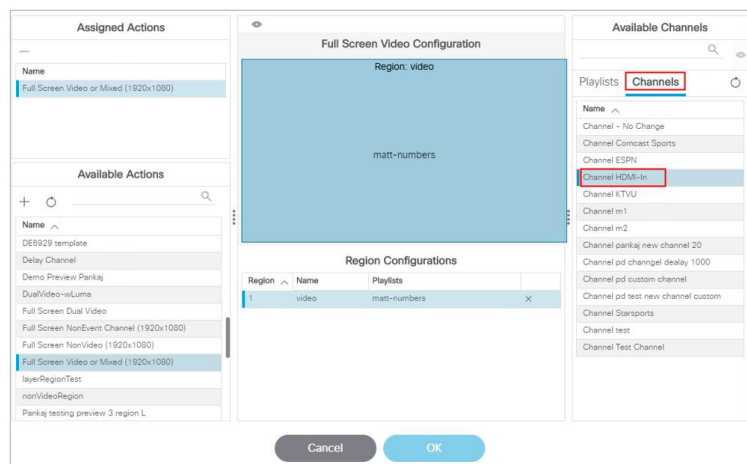 Assigned Actions
Name
Full Screen Video or Mixed (1920x1080)
Available Actions
Name
DE6929 template
Delay Channel
Demo Preview Pankaj
DualVideo-wLuma
Full Screen Dual Video
Full Screen NonEvent Channel (1920x1080)
Full Screen NonVideo (1920x1080)
Full Screen Video or Mixed (1920x1080)
layerRegionTest
nonVideoRegion
Pankaj testing preview 3 region L
Full Screen Video Configuration
Region: video
matt-numbers
Region Configurations
Region Name Playlists
1 video matt-numbers
Available Channels
Playlists Channels
Name
Channel - No Change
Channel Comcast Sports
Channel ESPN
Channel HDMI-In
Channel KTVU
Channel m1
Channel m2
Channel pankaj new channel 20
Channel pd channgel dealay 1000
Channel pd custom channel
Channel pd test new channel custom
Channel Starsports
Channel test
Channel Test Channel
Cancel OK